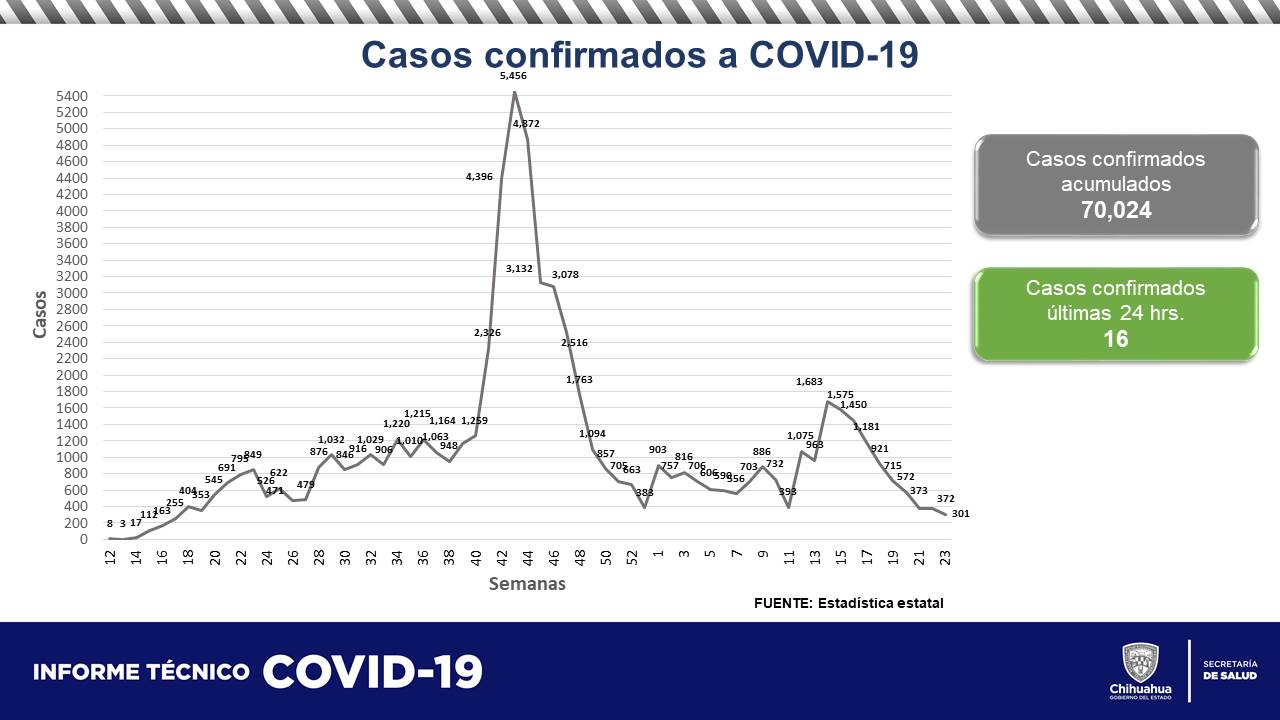 Casos confirmados a COVID-19
Casos
5400
5200
5000
4800
4600
4400
4200
4000
3800
3600
3400
3200
3000
2800
2600
2400
2200
2000
1800
1600
1400
1200
1000
800
600
400
200
0
8 3 17 112 163 255 404 353 545 691 795 849 526 622 471 479 876 1,032 846 916 1,029 906 1,220 1,010 1,215 1,063 948 1,164 1,259 2,326 4,396 5,456 4,872 3,132 3,078 2,516 1,763 1,094 857 705 663 383 903 757 816 706 606 590 556 703 886 732 393 1,075 963 1,683 1,575 1,450 1,181 921 715 572 373 372 301
12 14 16 18 20 22 24 26 28 30 32 34 36 38 40 42 44 46 48 50 52 1 3 5 7 9 11 13 15 17 19 21 23
Semanas
FUENTE: Estadística estatal
Casos confirmados
acumulados
70,024
Casos confirmados
últimas 24 hrs.
16
INFORME TÉCNICO COVID-19
Chihuahua
GOBIERNO DEL ESTADO
SECRETARÍA
DE SALUD